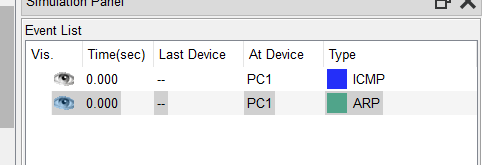 Simulation Panel
Event List
Vis. Time(sec) Last Device At Device Type
0.000 -- PC1 ICMP
0.000 -- PC1 ARP